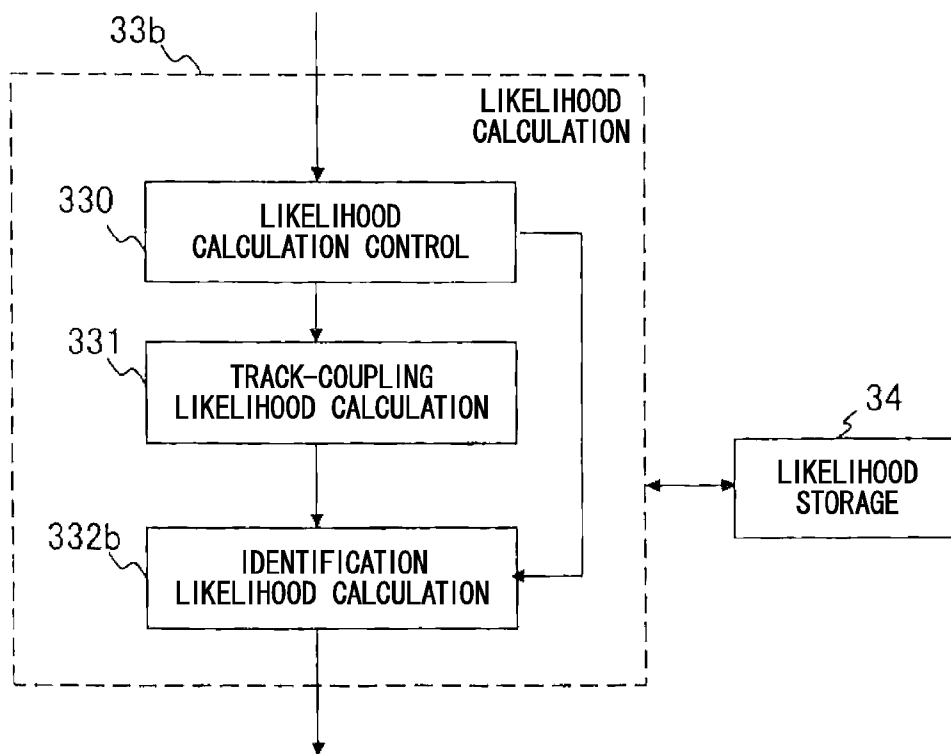 33b
LIKELIHOOD
CALCULATION
330
LIKELIHOOD
CALCULATION CONTROL
331
TRACK-COUPLING
LIKELIHOOD CALCULATION
34
LIKELIHOOD
STORAGE
332b
IDENTIFICATION
LIKELIHOOD CALCULATION